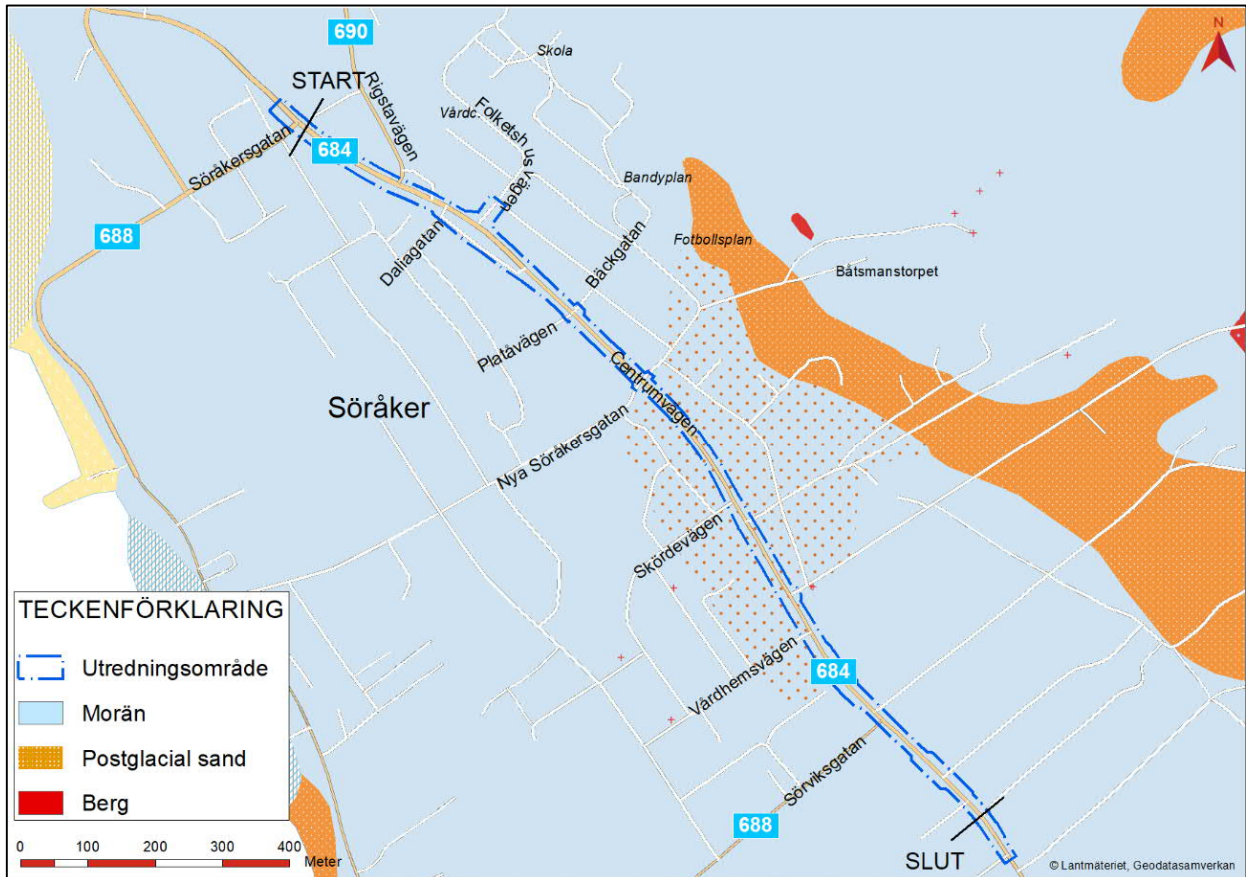 690
Skola
START
Rigstavägen
Vårdc.
Folketsh us vägen
684
Söråkersgatan
Bandyplan
688
Daliagatan
Bäckgatan
Fotbollsplan
Båtsmanstorpet
Platåvägen
Centrumvägen
Söråker
Nya Söråkersgatan
Skördevägen
Vårdhemsvägen
684
Sörviksgatan
688
SLUT
N
TECKENFÖRKLARING
Utredningsområde
Morän
Postglacial sand
Berg
0 100 200 300 400
Meter
© Lantmäteriet, Geodatasamverkan